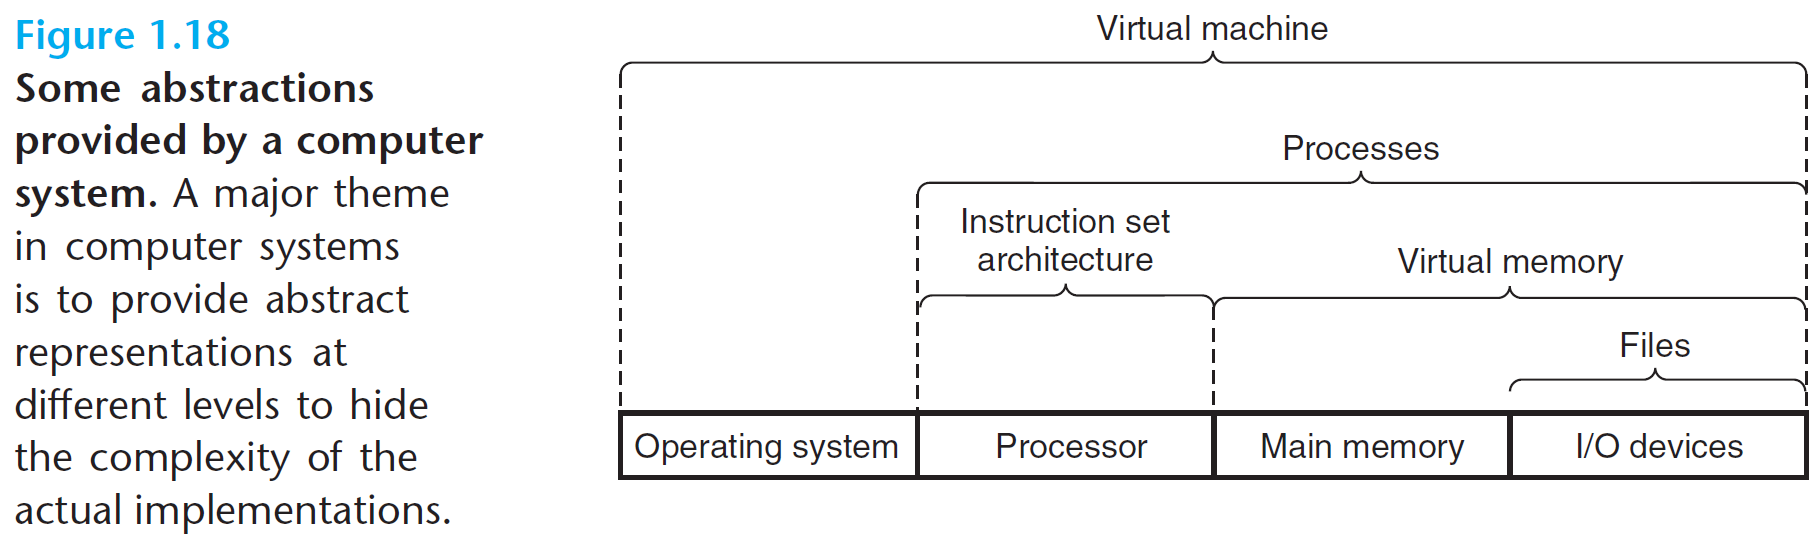 Figure 1.18
Some abstractions
provided by a computer
system. A major theme
in computer systems
is to provide abstract
representations at
different levels to hide
the complexity of the
actual implementations.
Virtual machine
Processes
Instruction set
architecture
Virtual memory
Files
Operating system
Processor
Main memory
I/O devices